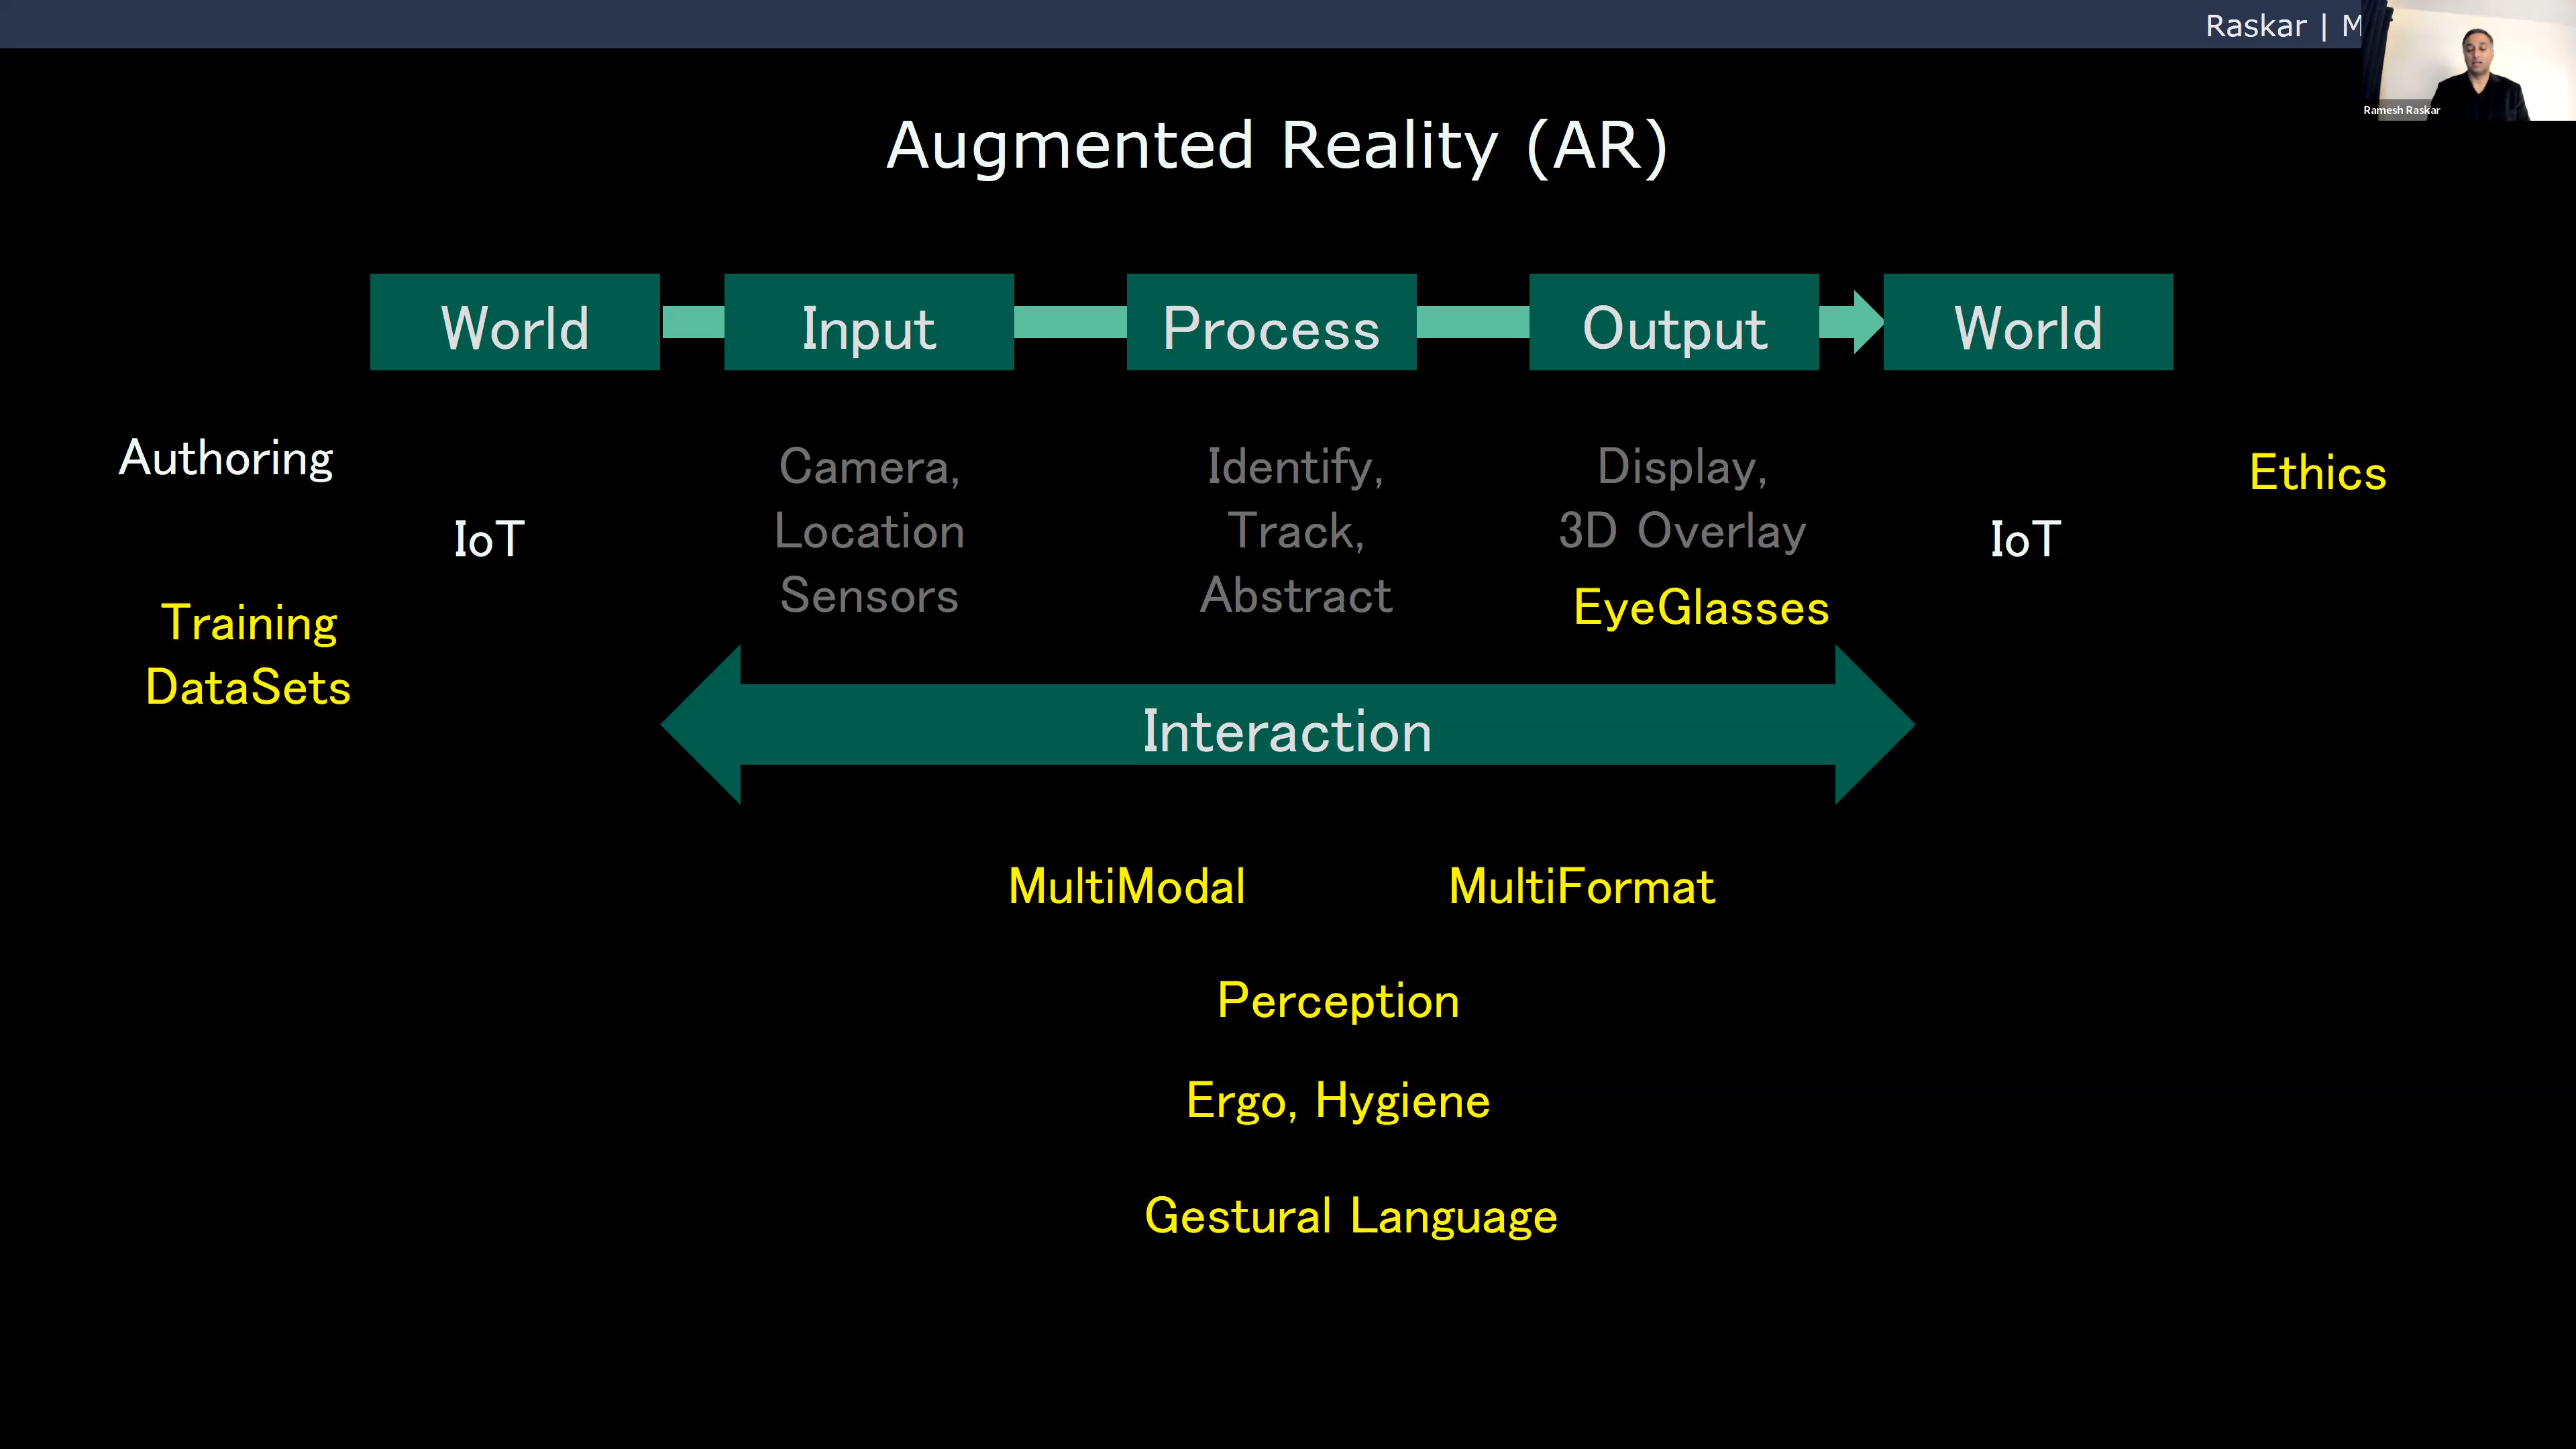 Raskar | M
Ramesh Raskar
Augmented Reality (AR)
World
Input
Process
Output
World
Authoring
IoT
Training
DataSets
Camera,
Location
Sensors
Identify,
Track,
Abstract
Display,
3D Overlay
EyeGlasses
IoT
Ethics
Interaction
MultiModal
MultiFormat
Perception
Ergo, Hygiene
Gestural Language